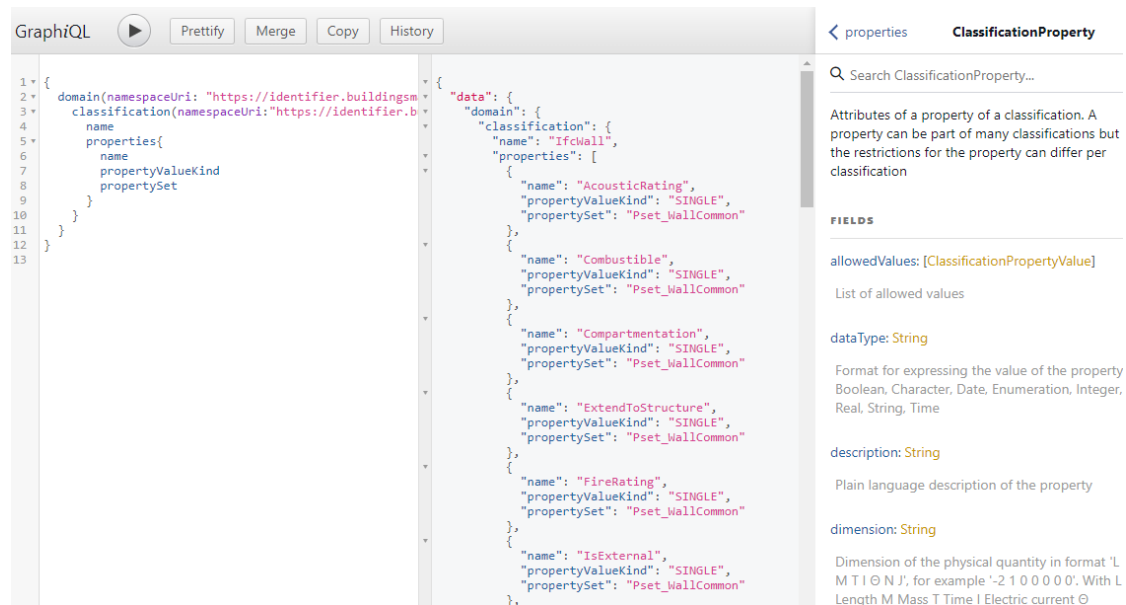 GraphiQL
Prettify
Merge
Copy
History
1 {
2 domain(namespaceUri: "https://identifier.buildingsm
3 classification(namespaceUri:"https://identifier.b
4 name
5 properties{
6 name
7 propertyValueKind
8 propertySet
9 }
10 }
11 }
12 }
13
{
"data": {
"domain": {
"classification": {
"name": "IfcWall",
"properties": [
{
"name": "AcousticRating",
"propertyValueKind": "SINGLE",
"propertySet": "Pset_WallCommon"
},
{
"name": "Combustible",
"propertyValueKind": "SINGLE",
"propertySet": "Pset_WallCommon"
},
{
"name": "Compartmentation",
"propertyValueKind": "SINGLE",
"propertySet": "Pset_WallCommon"
},
{
"name": "ExtendToStructure",
"propertyValueKind": "SINGLE",
"propertySet": "Pset_WallCommon"
},
{
"name": "FireRating",
"propertyValueKind": "SINGLE",
"propertySet": "Pset_WallCommon"
},
{
"name": "IsExternal",
"propertyValueKind": "SINGLE",
"propertySet": "Pset_WallCommon"
},
properties
ClassificationProperty
Search ClassificationProperty...
Attributes of a property of a classification. A
property can be part of many classifications but
the restrictions for the property can differ per
classification
FIELDS
allowedValues: [ClassificationPropertyValue]
List of allowed values
dataType: String
Format for expressing the value of the property
Boolean, Character, Date, Enumeration, Integer,
Real, String, Time
description: String
Plain language description of the property
dimension: String
Dimension of the physical quantity in format 'L
M T I Θ N J', for example '-2 1 0 0 0 0 0'. With L
Length M Mass T Time I Electric current Θ